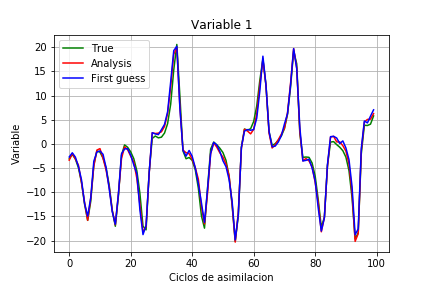 Variable 1
True
Analysis
First guess
20
15
10
5
0
−5
−10
−15
−20
Variable
0 20 40 60 80 100
Ciclos de asimilacion